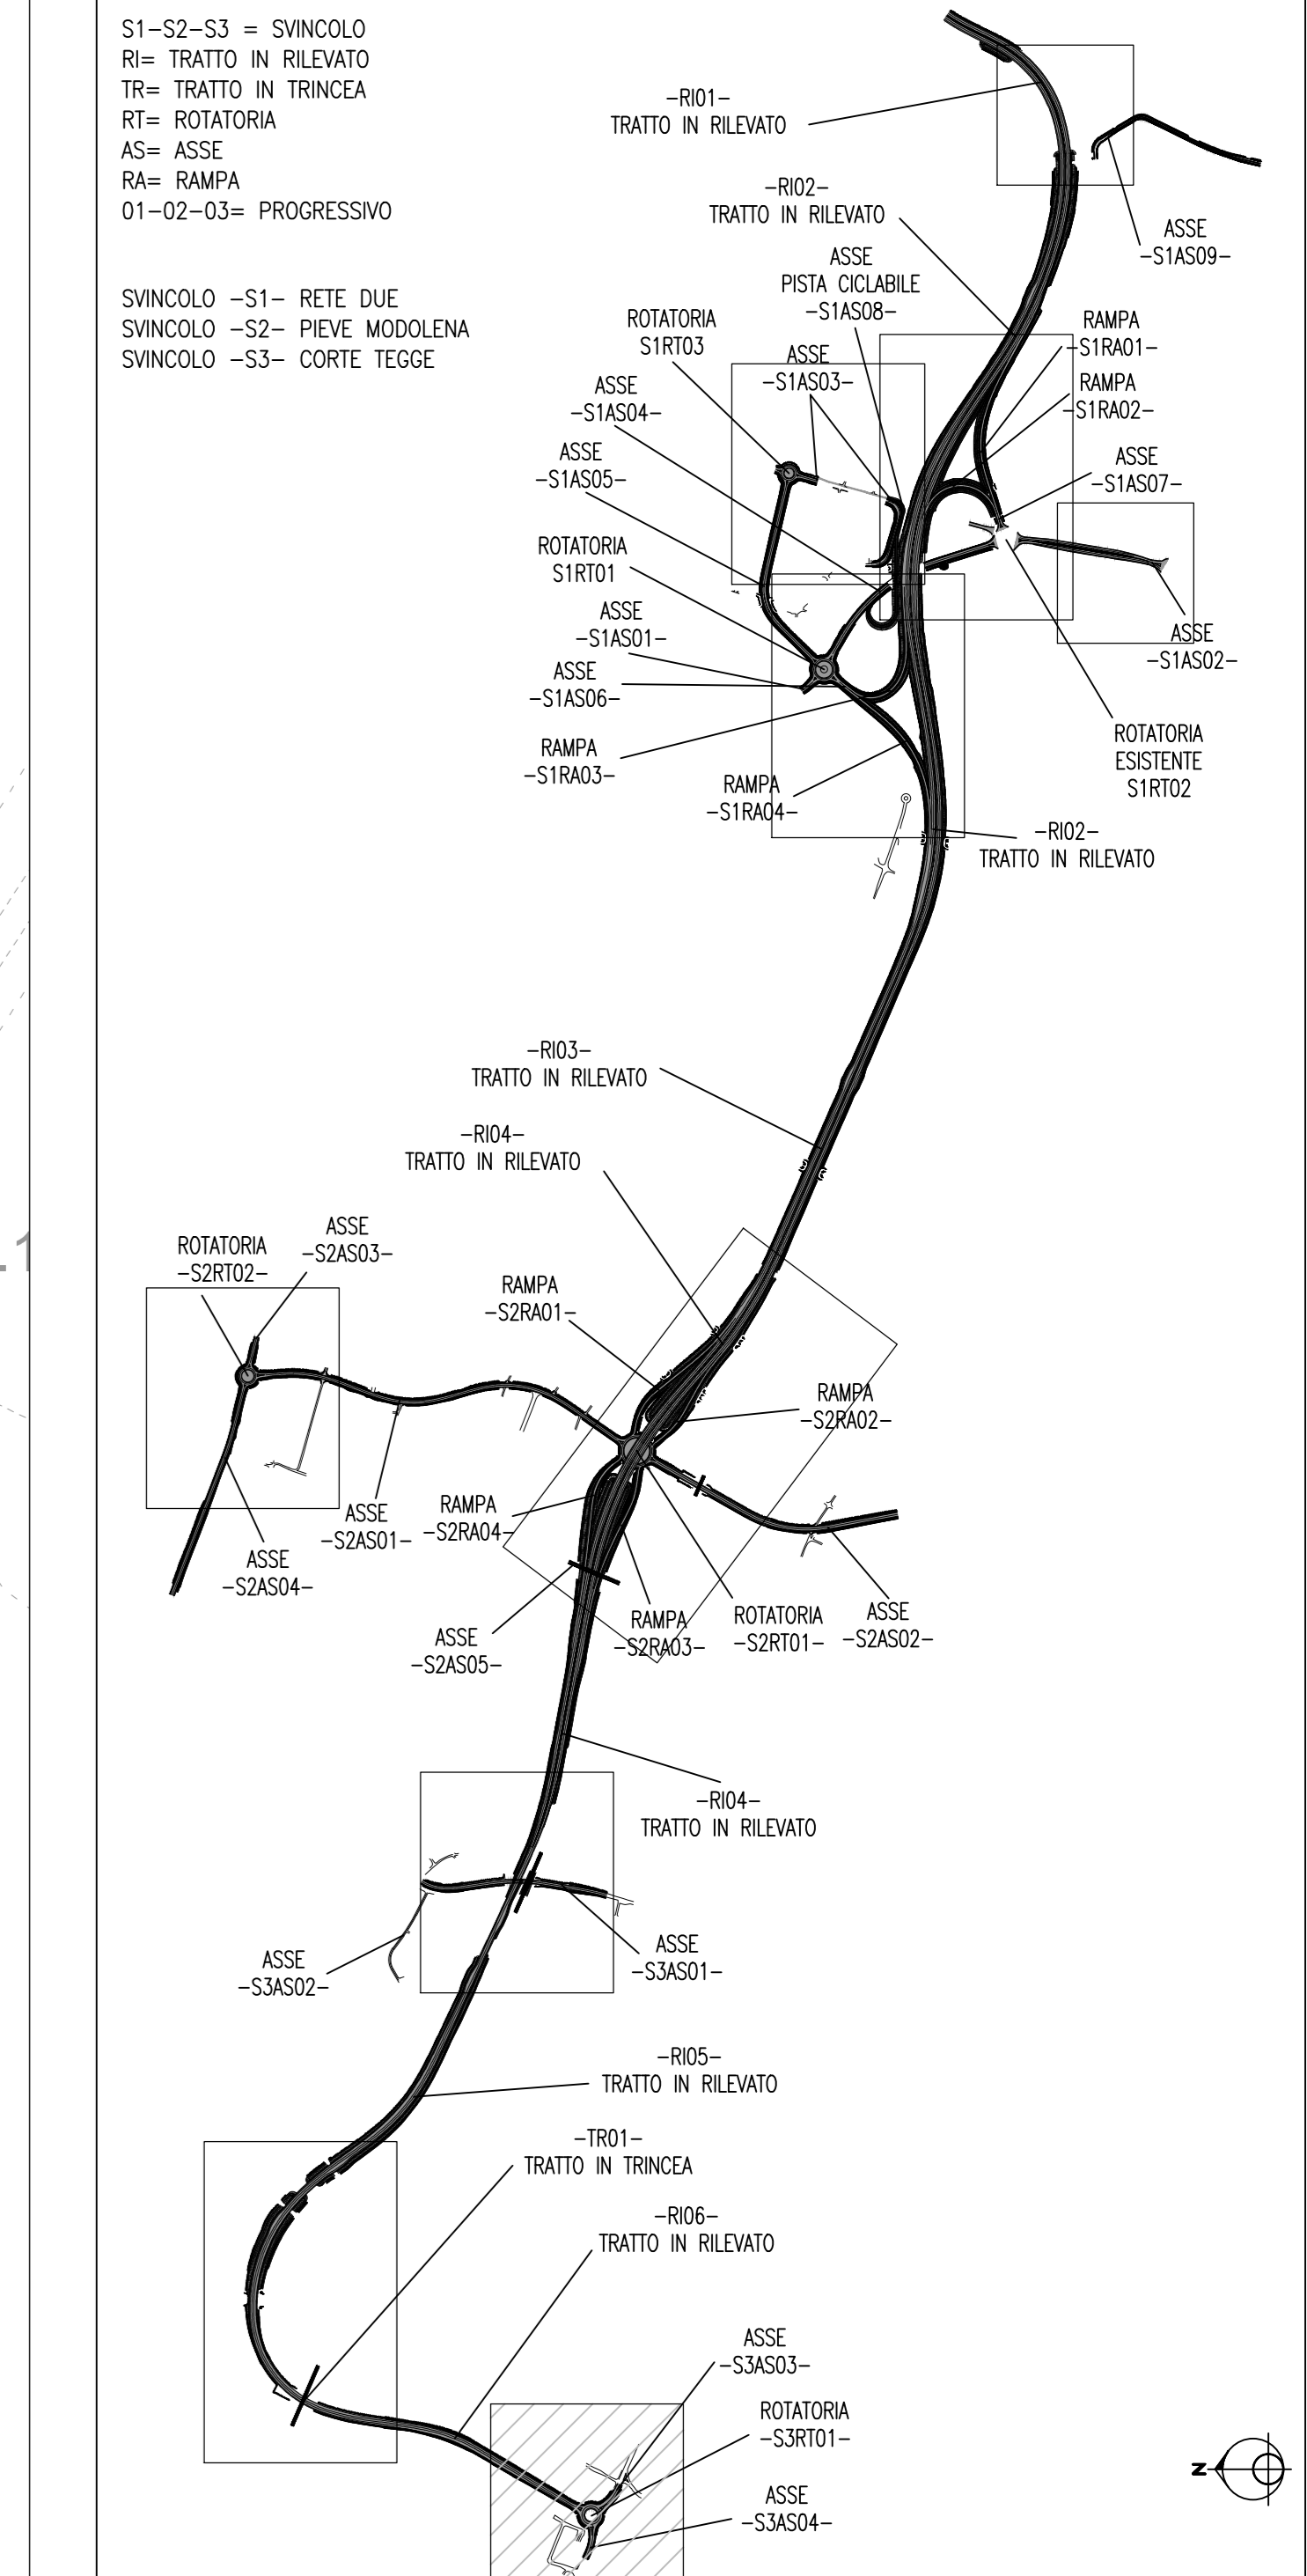 S1-S2-S3 = SVINCOLO
RI= TRATTO IN RILEVATO
TR= TRATTO IN TRINCEA
RT= ROTATORIA
AS= ASSE
RA= RAMPA
01-02-03= PROGRESSIVO
SVINCOLO -S1- RETE DUE
SVINCOLO -S2- PIEVE MODOLENA
SVINCOLO -S3- CORTE TEGGE
-RI01-
TRATTO IN RILEVATO
-RI02-
TRATTO IN RILEVATO
ASSE
-S1AS09-
ASSE
PISTA CICLABILE
-S1AS08-
ROTATORIA
S1RT03
RAMPA
-S1RA01-
ASSE
-S1AS03-
ASSE
-S1AS04-
RAMPA
-S1RA02-
ASSE
-S1AS05-
ASSE
-S1AS07-
ROTATORIA
S1RT01
ASSE
-S1AS01-
ASSE
-S1AS02-
ASSE
-S1AS06-
RAMPA
-S1RA03-
ROTATORIA
ESISTENTE
S1RT02
RAMPA
-S1RA04-
-RI02-
TRATTO IN RILEVATO
-RI03-
TRATTO IN RILEVATO
-RI04-
TRATTO IN RILEVATO
.1
ASSE
-S2AS03-
ROTATORIA
-S2RT02-
RAMPA
-S2RA01-
RAMPA
-S2RA02-
ASSE
-S2AS01-
RAMPA
-S2RA04-
ASSE
-S2AS04-
ASSE
-S2AS05-
RAMPA
-S2RA03-
ROTATORIA
-S2RT01-
ASSE
-S2AS02-
-RI04-
TRATTO IN RILEVATO
ASSE
-S3AS02-
ASSE
-S3AS01-
-RI05-
TRATTO IN RILEVATO
-TR01-
TRATTO IN TRINCEA
-RI06-
TRATTO IN RILEVATO
ASSE
-S3AS03-
ROTATORIA
-S3RT01-
ASSE
-S3AS04-
N